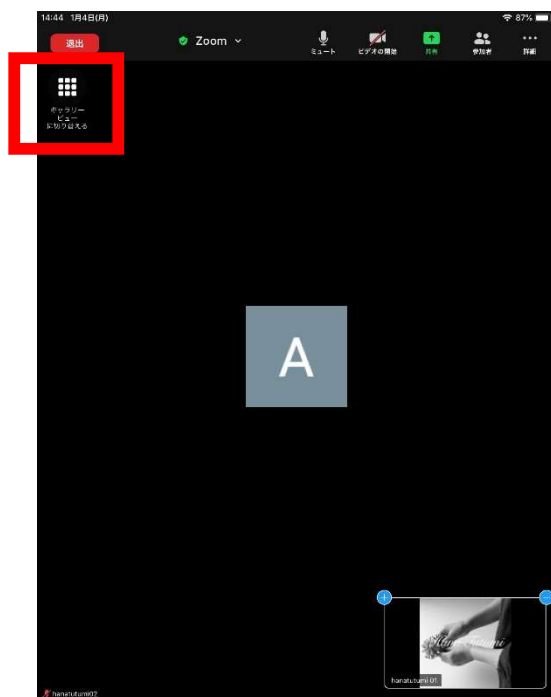 14:44 1月4日(月)
87%
退出
Zoom
ミュート
ビデオの開始
共有
参加者
詳細
ギャラリー
ビュー
に切り替える
A
Hana Tutumi
hanatutumi 01
hanatutumi02